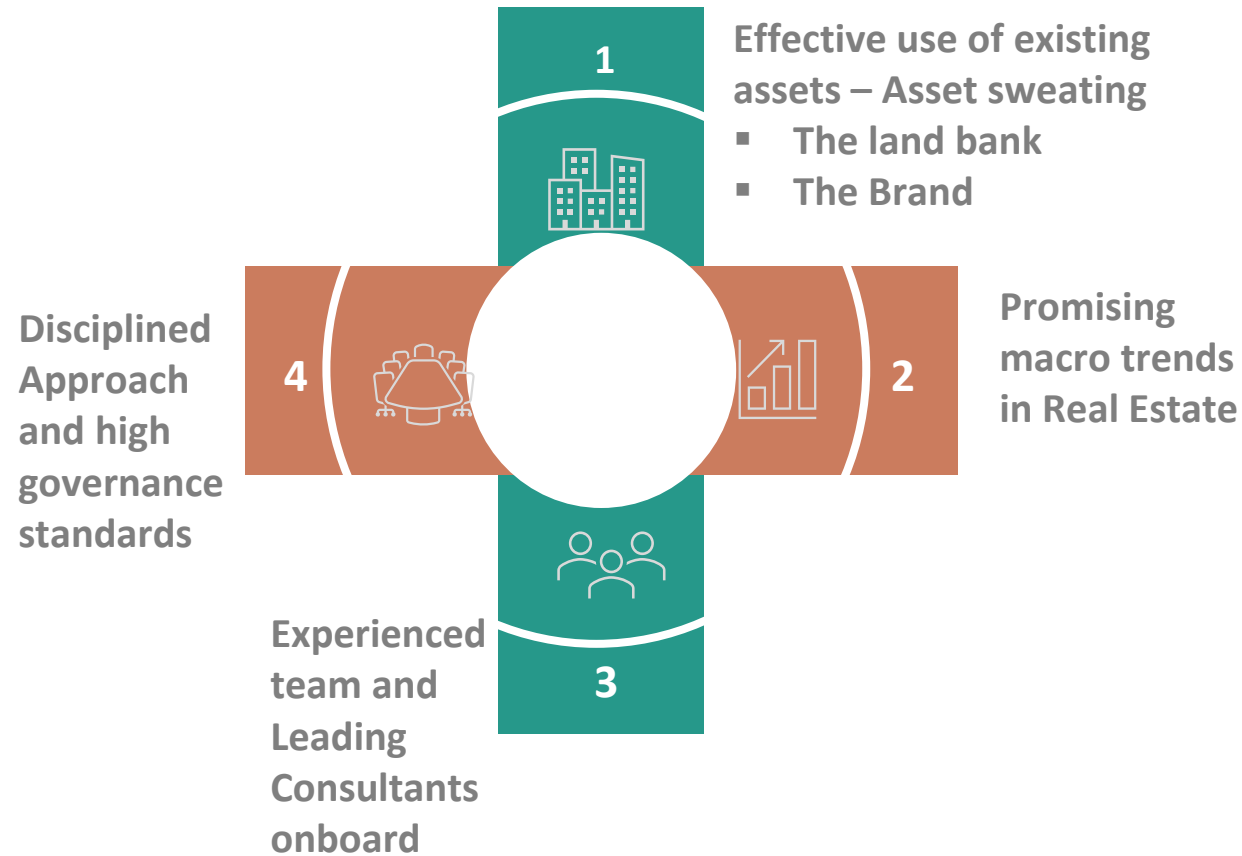 1
Effective use of existing
assets – Asset sweating
▪ The land bank
▪ The Brand
2
Promising
macro trends
in Real Estate
3
Experienced
team and
Leading
Consultants
onboard
4
Disciplined
Approach
and high
governance
standards